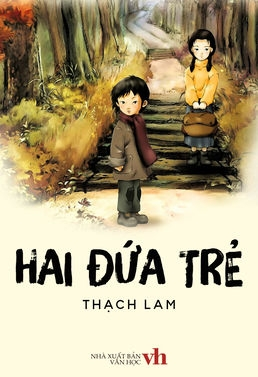 HAI ĐỨA TRẺ
THẠCH LAM
NHÀ XUẤT BẢN
VĂN HỌC
vh